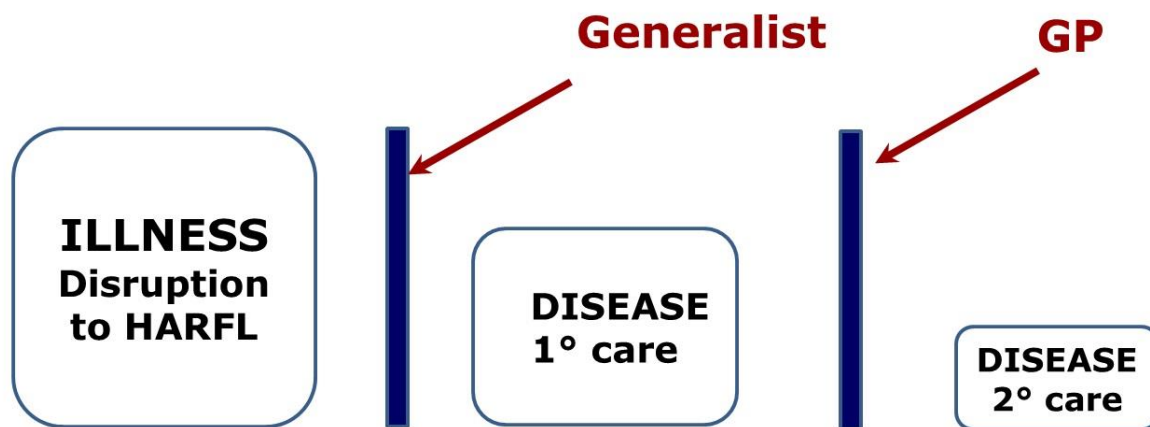 Generalist
GP
ILLNESS
Disruption
to HARFL
DISEASE
1° care
DISEASE
2° care